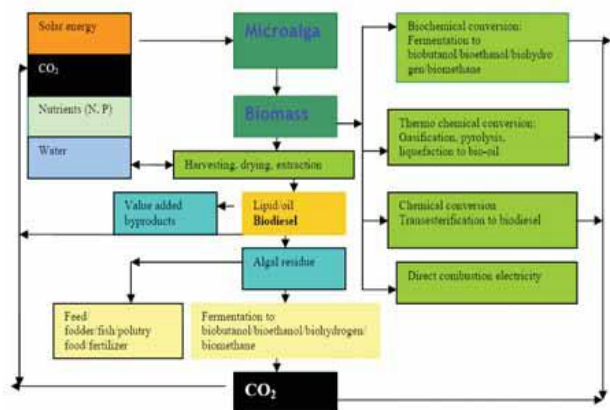 Solar energy
CO₂
Nutrients (N, P)
Water
Microalga
Biomass
Harvesting, drying, extraction
Value added
byproducts
Lipid/oil
Biodiesel
Algal residue
Feed/
fodder/fish/polutry
food/fertilizer
Fermentation to
biobutanol/bioethanol/biohydrogen/
biomethane
CO₂
Biochemical conversion:
Fermentation to
biobutanol/bioethanol/biohydro
gen/biomethane
Thermo chemical conversion:
Gasification, pyrolysis,
liquefaction to bio-oil
Chemical conversion
Transesterification to biodiesel
Direct combustion electricity